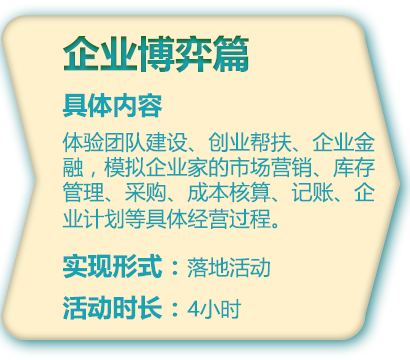 企业博弈篇
具体内容
体验团队建设、创业帮扶、企业金
融，模拟企业家的市场营销、库存
管理、采购、成本核算、记账、企
业计划等具体经营过程。
实现形式：落地活动
活动时长：4小时